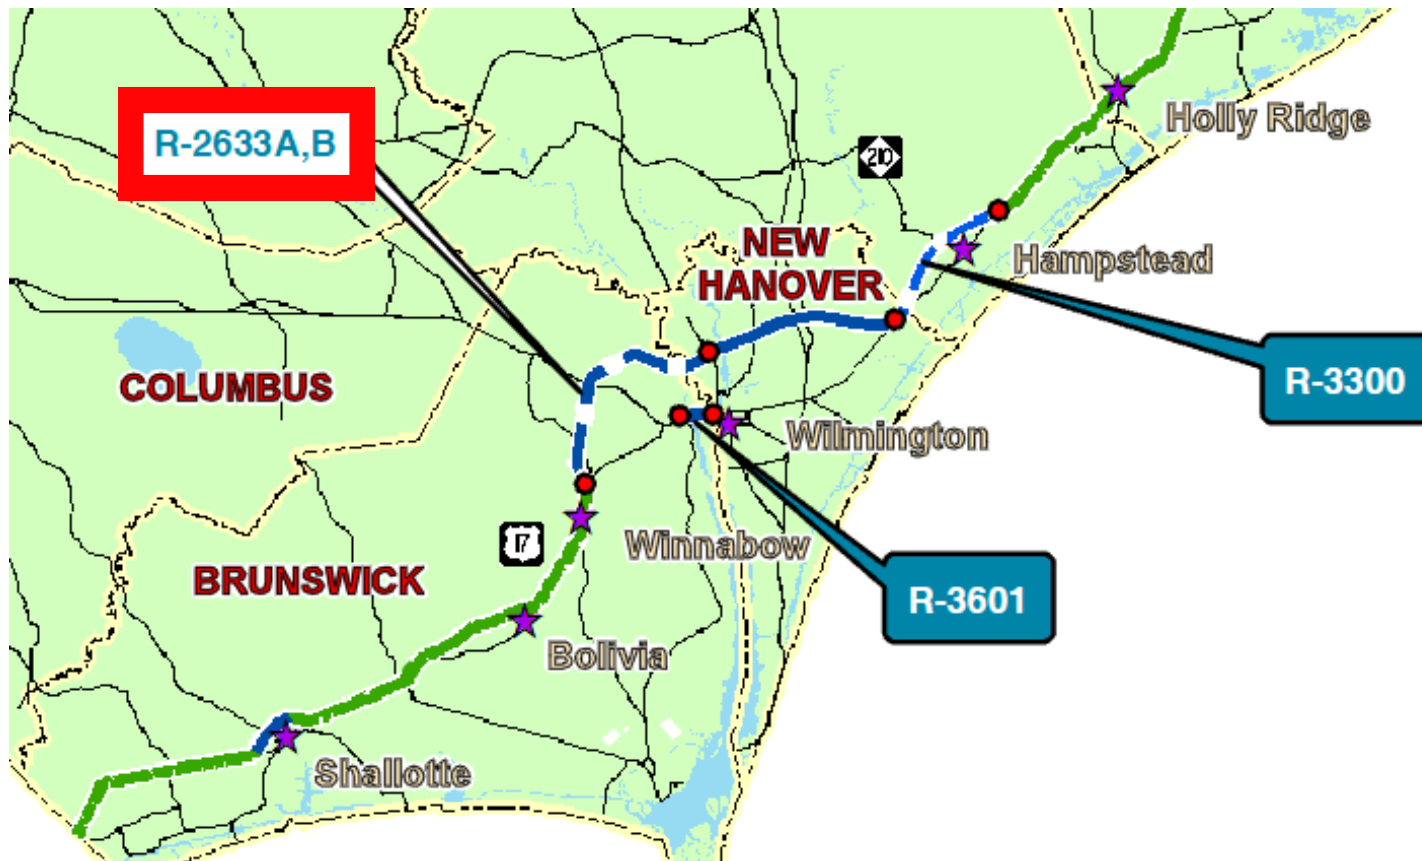 Holly Ridge
R-2633A,B
210
NEW
HANOVER
Hampstead
COLUMBUS
R-3300
Wilmington
17
Winnabow
BRUNSWICK
R-3601
Bolivia
Shallotte